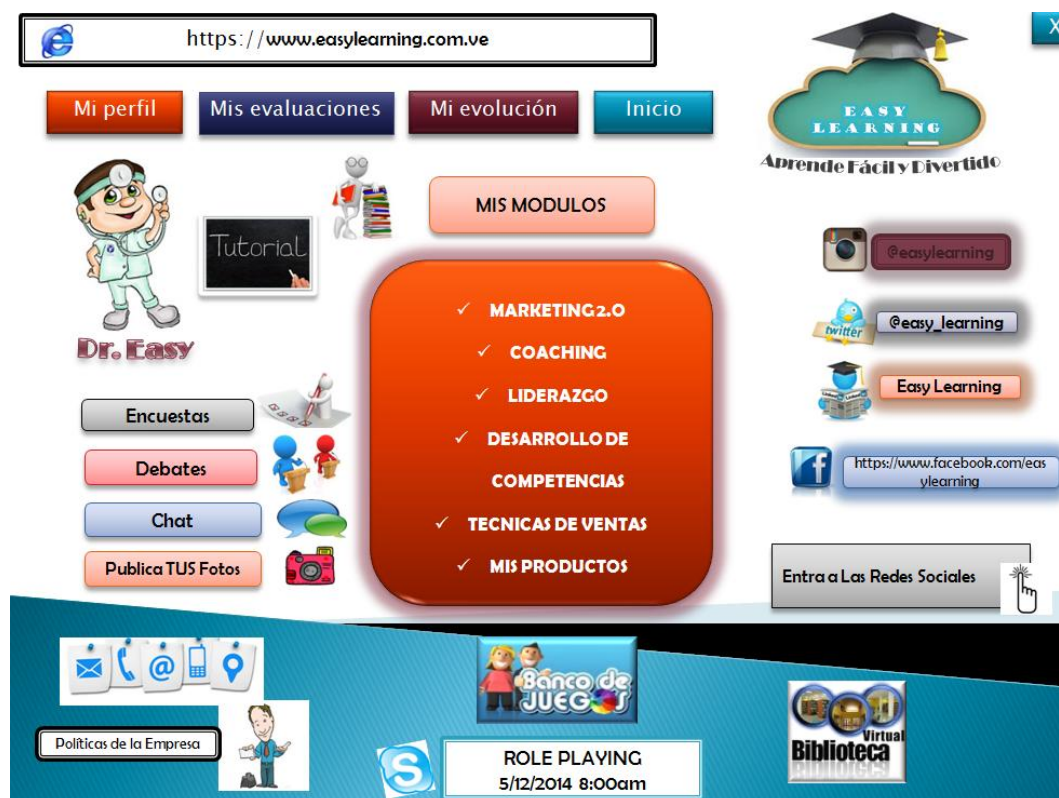 https://www.easylearning.com.ve
X
Mi perfil
Mis evaluaciones
Mi evolución
Inicio
EASY
LEARNING
Aprende Fácil y Divertido
Tutorial
MIS MODULOS
Dr. Easy
MARKETING 2.0
COACHING
LIDERAZGO
DESARROLLO DE
COMPETENCIAS
TECNICAS DE VENTAS
MIS PRODUCTOS
@easylearning
twitter
@easy_learning
Easy Learning
https://www.facebook.com/eas
ylearning
Encuestas
Debates
Chat
Publica TUS Fotos
Entra a Las Redes Sociales
Banco de
JUEGOS
Políticas de la Empresa
ROLE PLAYING
5/12/2014 8:00am
Virtual
Biblioteca